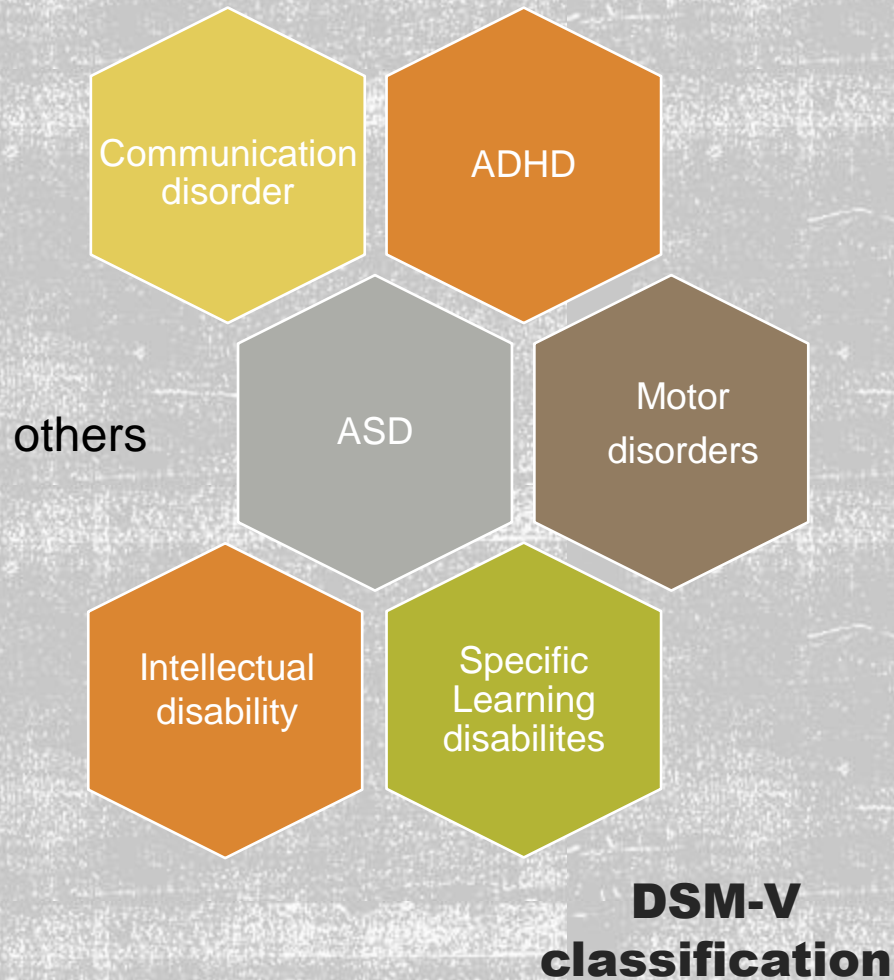 Communication
disorder
ADHD
others
ASD
Motor
disorders
Intellectual
disability
Specific
Learning
disabilites
DSM-V
classification